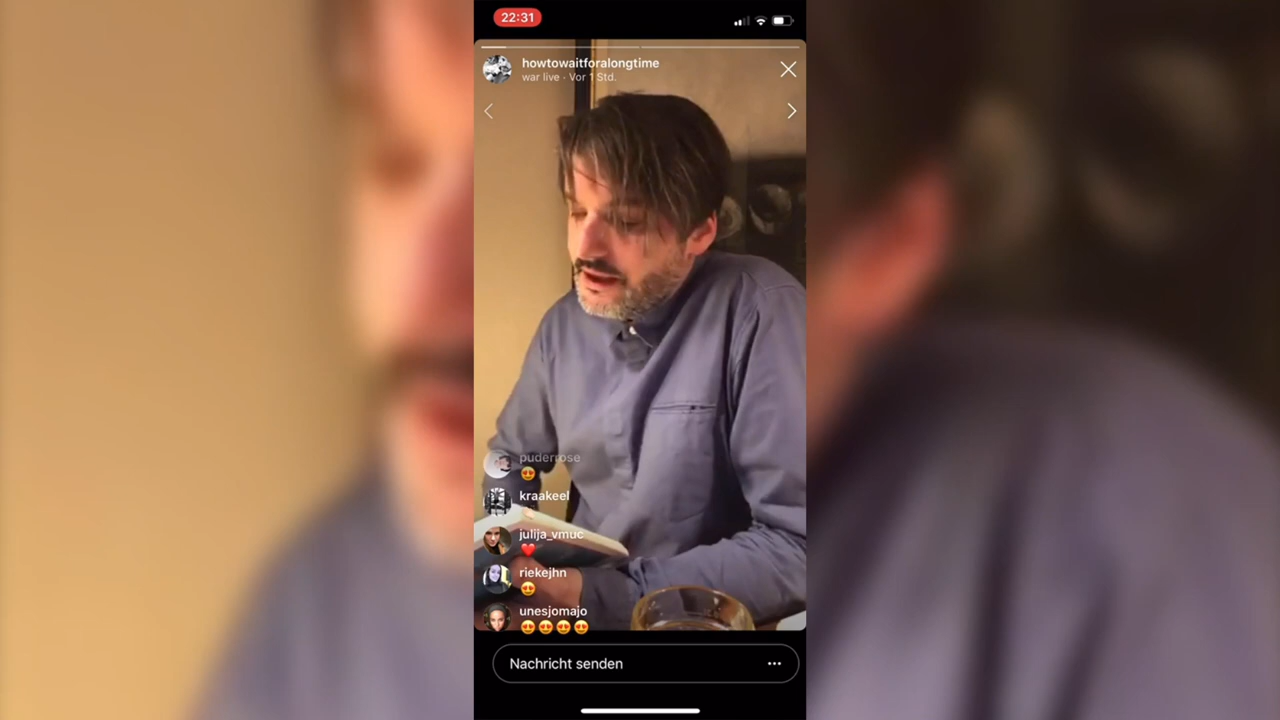 22:31
howtowaitforalongtime
war live · Vor 1 Std.
puderrose
😍
kraakeel
julija_vmuc
❤️
riekejhn
😍
unesjomajo
😍😍😍😍
Nachricht senden